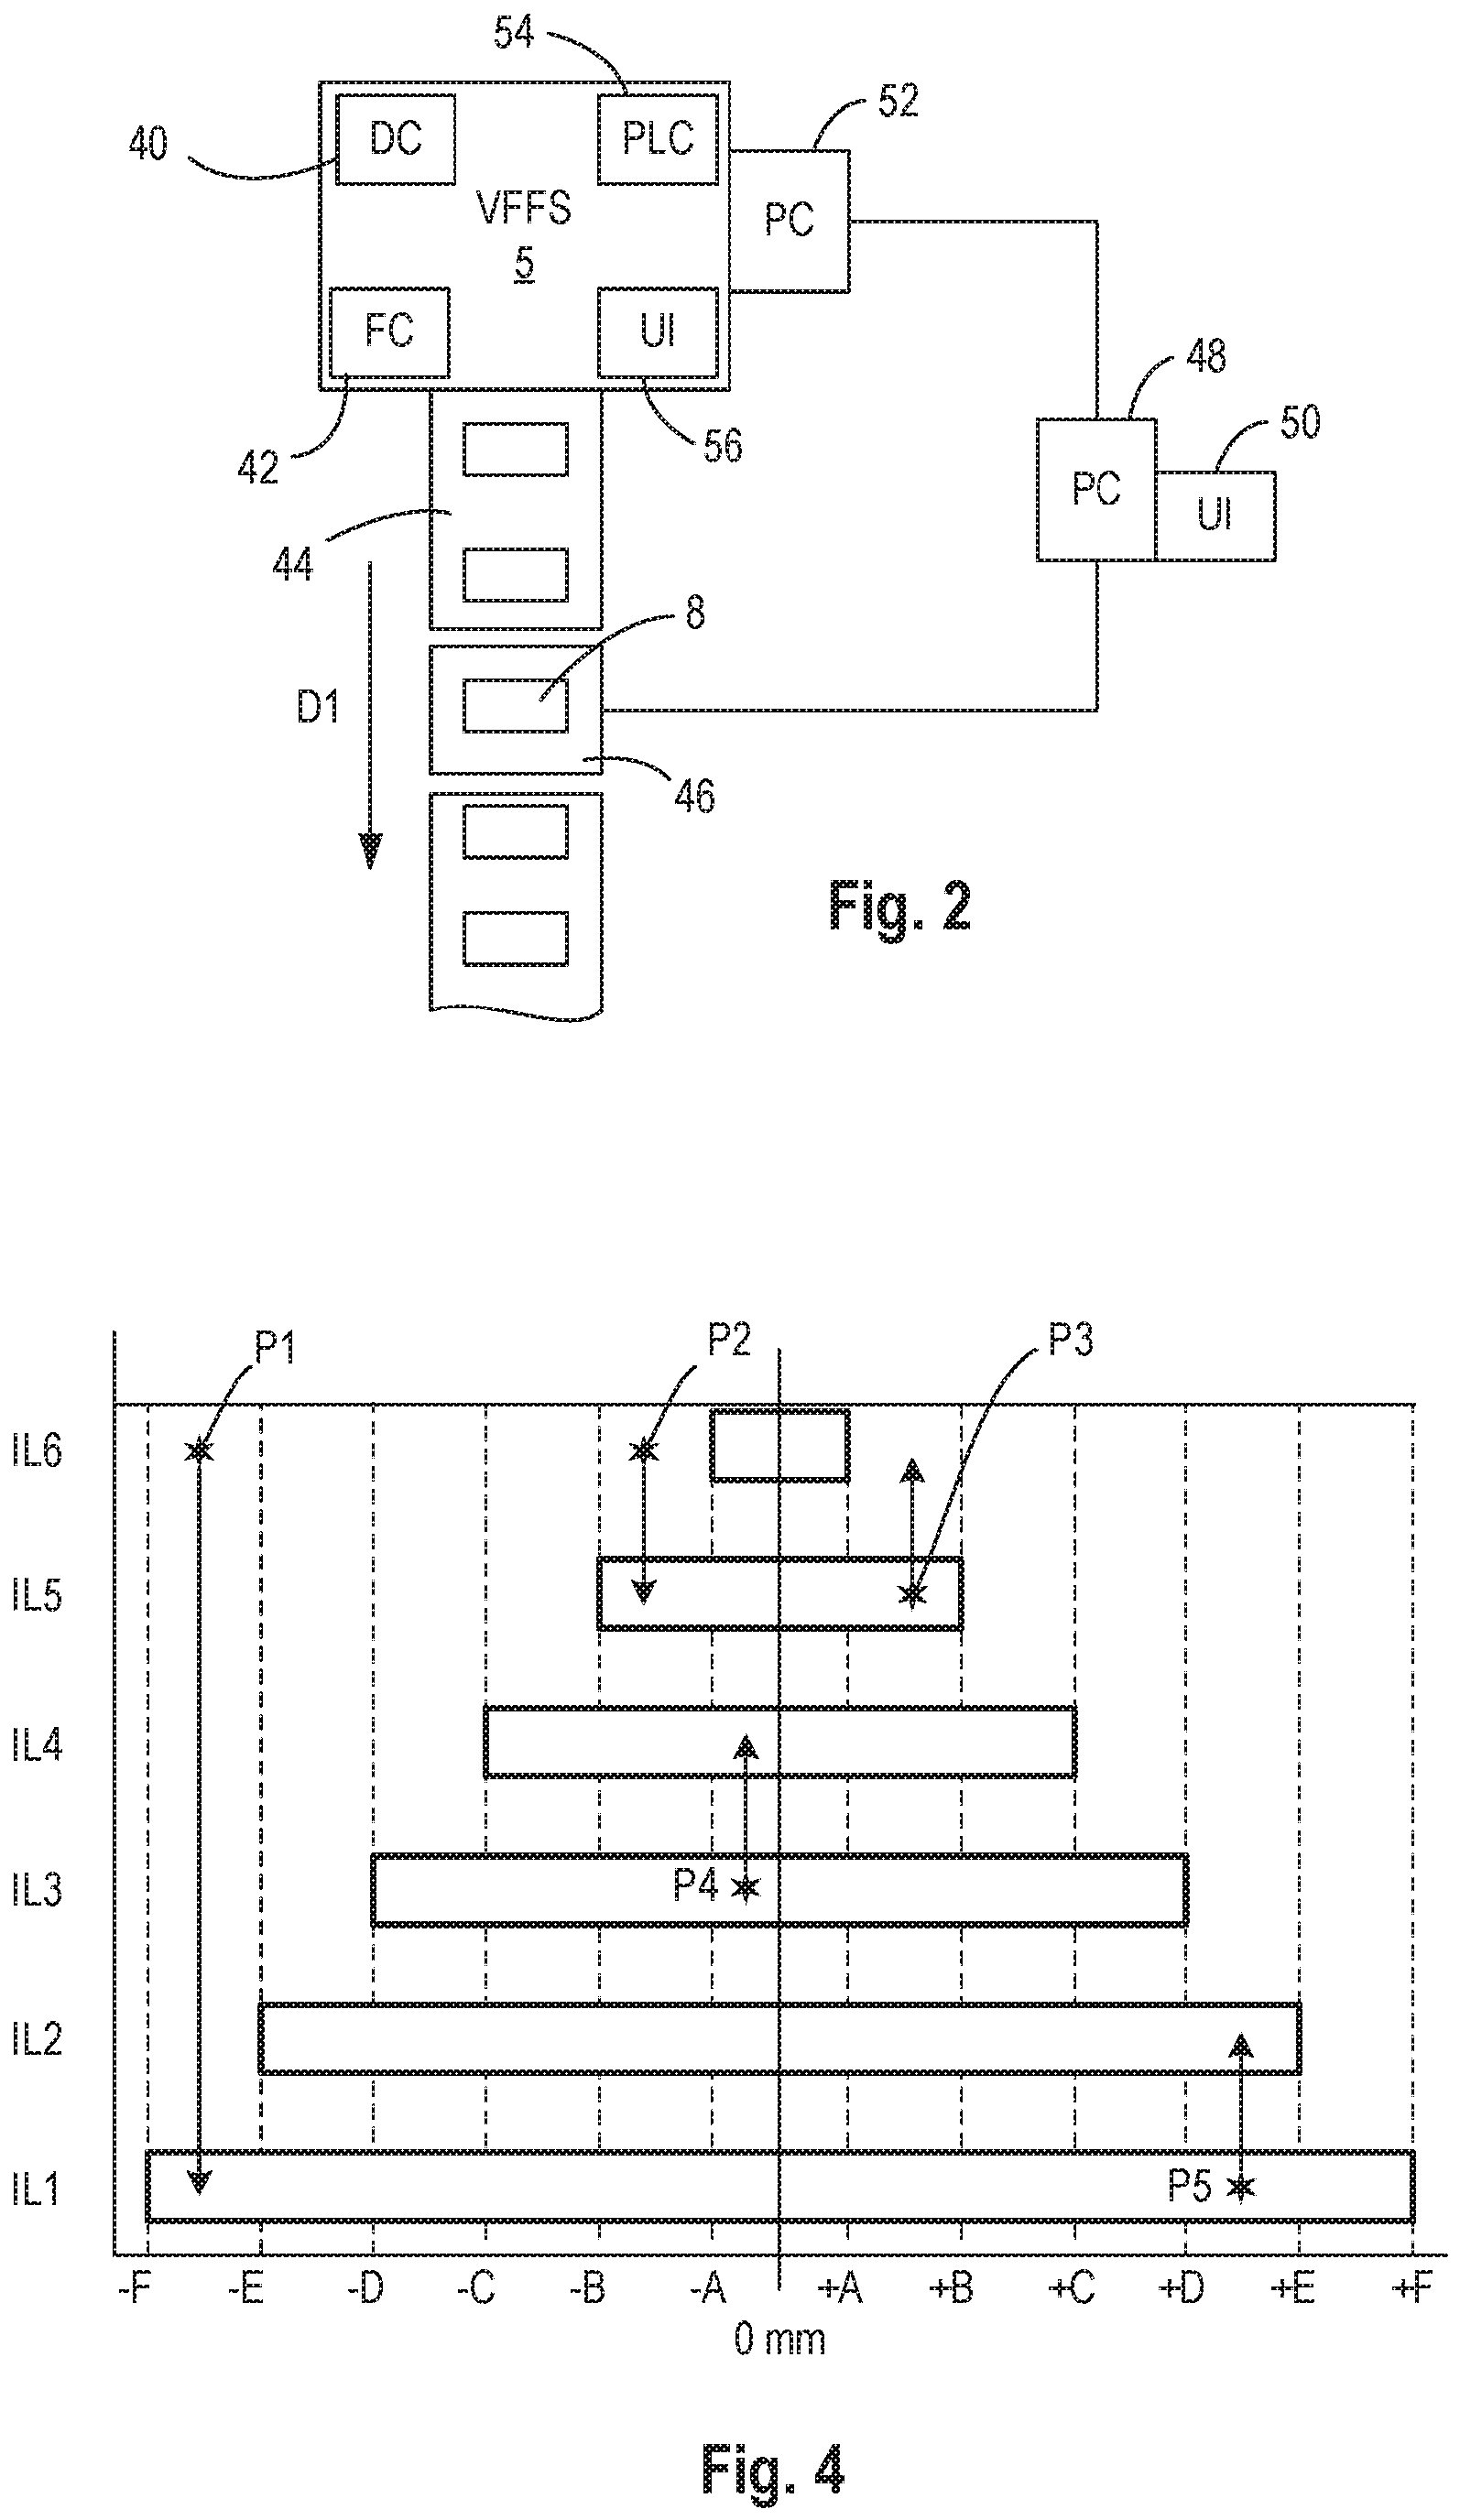 54
52
40
DC
PLC
VFFS
PC
5
FC
UI
48
50
42
56
PC
UI
44
8
D1
46
Fig. 2
P1
P2
P3
IL6
IL5
IL4
IL3
P4
IL2
IL1
P5
-F -E -D -C -B -A +A +B +C +D +E +F
0 mm
Fig. 4